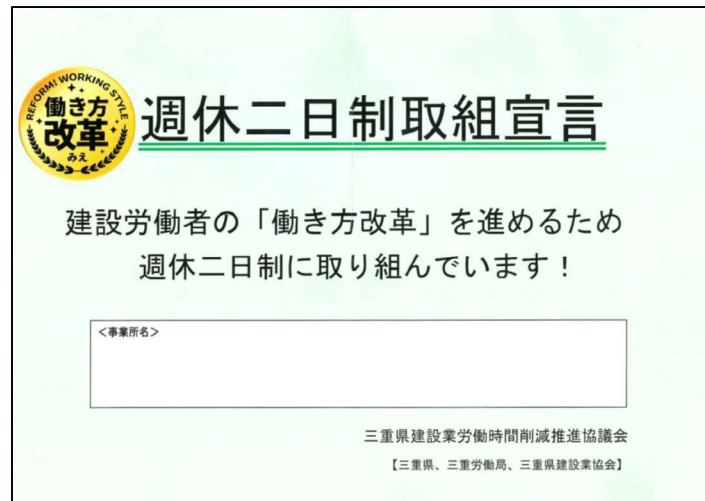 REFORM! WORKING STYLE
働き方
改革
みえ
週休二日制取組宣言
建設労働者の「働き方改革」を進めるため
週休二日制に取り組んでいます！
＜事業所名＞
三重県建設業労働時間削減推進協議会
【三重県、三重労働局、三重県建設業協会】